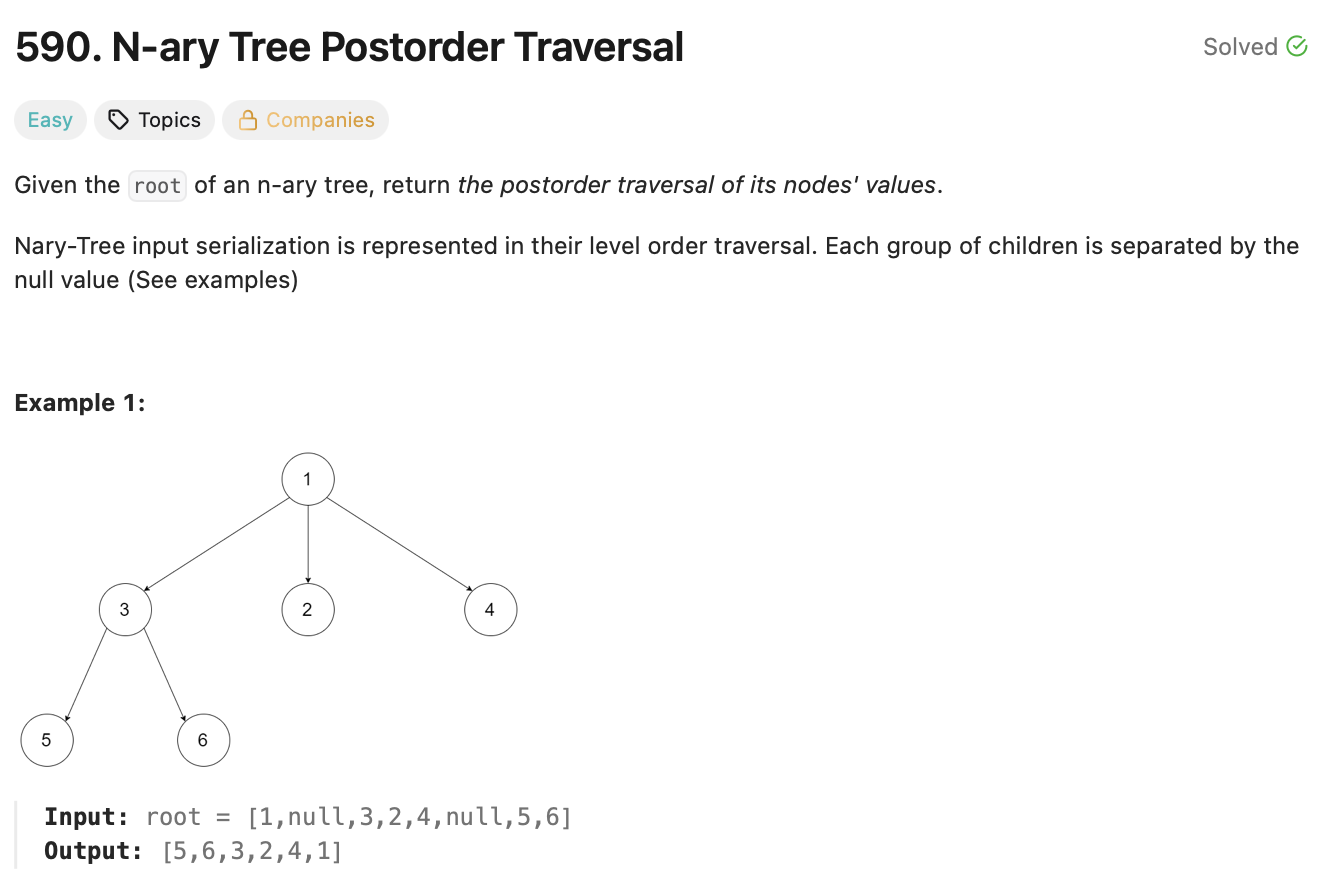 590. N-ary Tree Postorder Traversal
Solved
Easy
Topics
Companies
Given the root of an n-ary tree, return the postorder traversal of its nodes' values.
Nary-Tree input serialization is represented in their level order traversal. Each group of children is separated by the
null value (See examples)
Example 1:
1
3
2
4
5
6
Input: root = [1,null,3,2,4,null,5,6]
Output: [5,6,3,2,4,1]